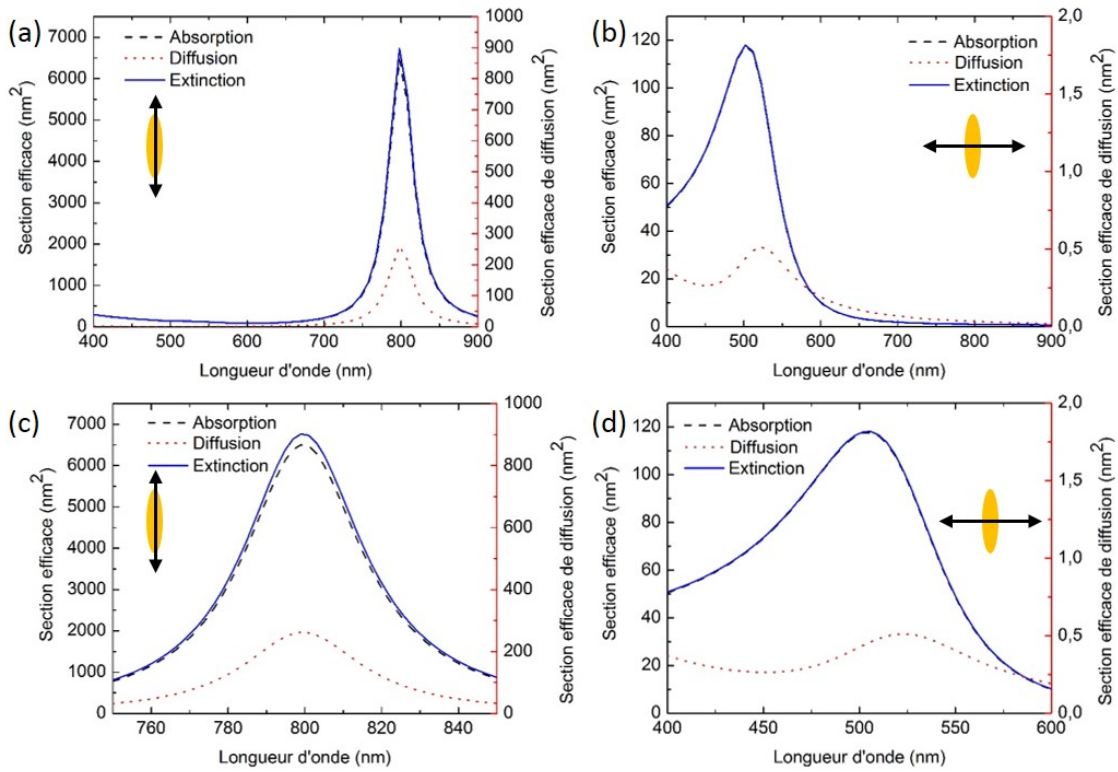 (a)
Absorption
Diffusion
Extinction
Section efficace (nm²)
7000
6000
5000
4000
3000
2000
1000
0
400 500 600 700 800 900
Longueur d'onde (nm)
1000
900
800
700
600
500
400
300
200
100
0
Section efficace de diffusion (nm²)
(b)
Absorption
Diffusion
Extinction
Section efficace (nm²)
120
100
80
60
40
20
0
400 500 600 700 800 900
Longueur d'onde (nm)
2,0
1,5
1,0
0,5
0,0
Section efficace de diffusion (nm²)
(c)
Absorption
Diffusion
Extinction
Section efficace (nm²)
7000
6000
5000
4000
3000
2000
1000
0
760 780 800 820 840
Longueur d'onde (nm)
1000
800
600
400
200
0
Section efficace de diffusion (nm²)
(d)
Absorption
Diffusion
Extinction
Section efficace (nm²)
120
100
80
60
40
20
0
400 450 500 550 600
Longueur d'onde (nm)
2,0
1,5
1,0
0,5
0,0
Section efficace de diffusion (nm²)